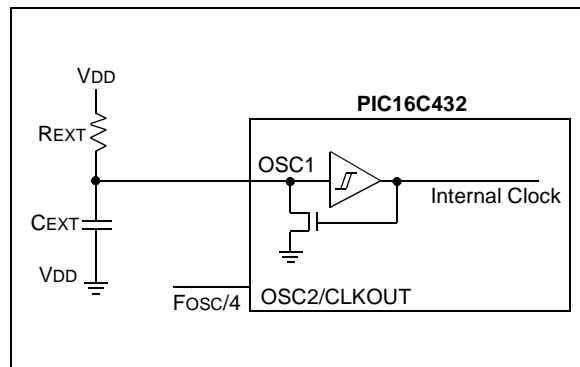 VDD
PIC16C432
REXT
OSC1
Internal Clock
CEXT
VDD
FOSC/4
OSC2/CLKOUT